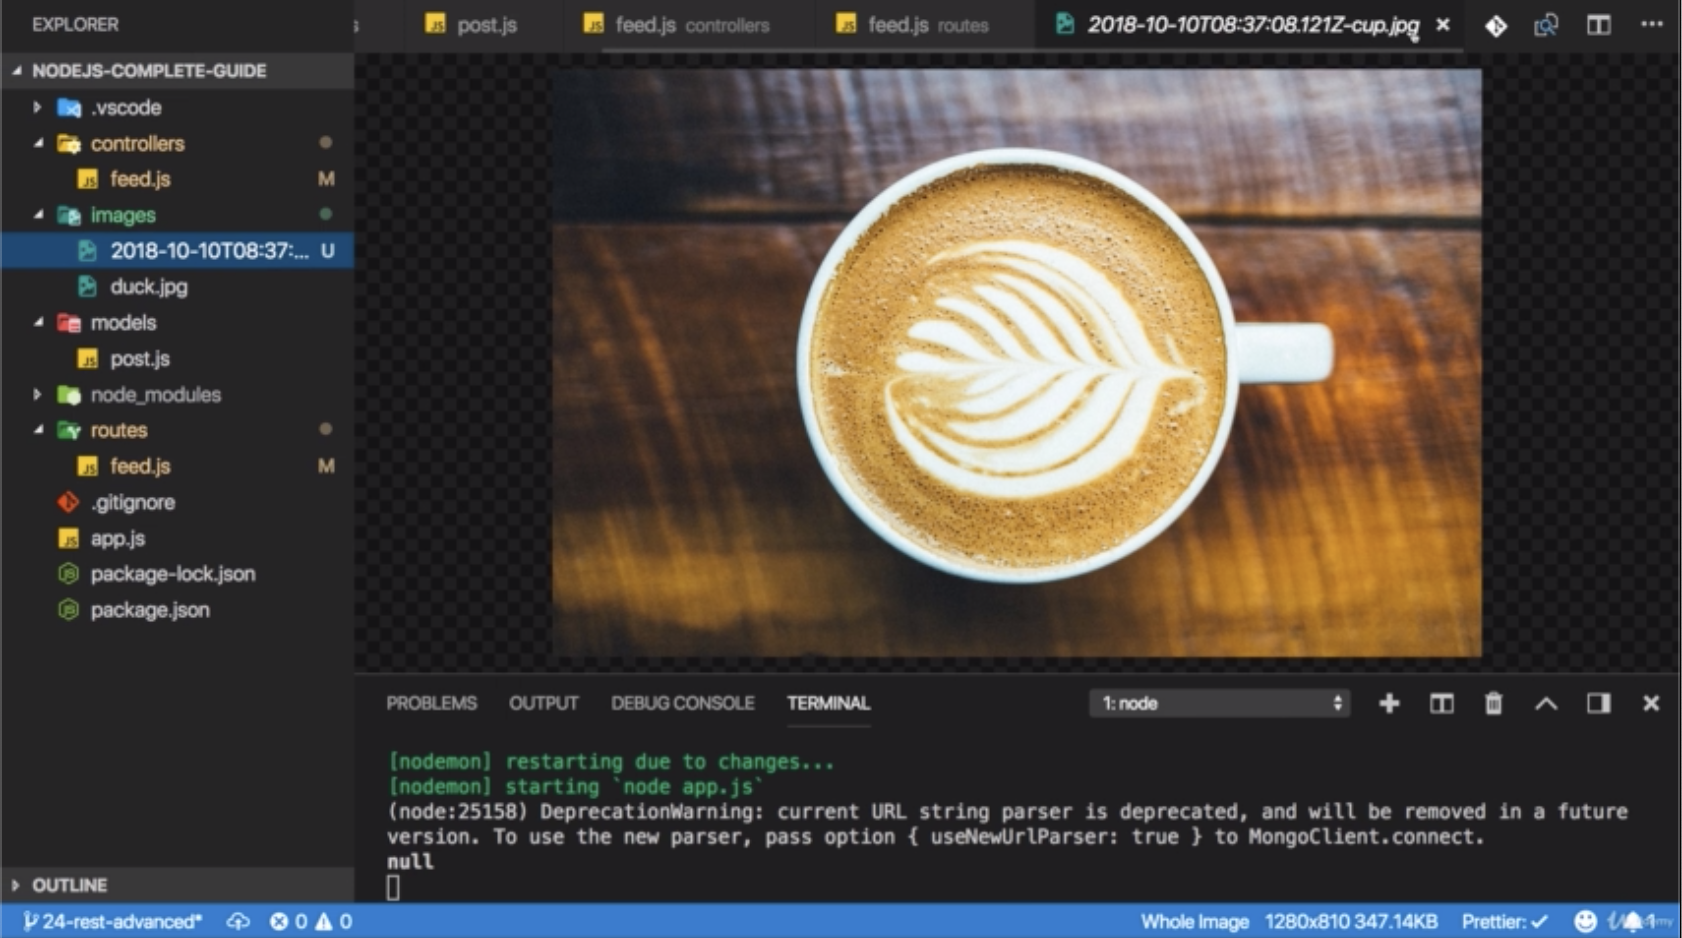 EXPLORER
post.js
feed.js controllers
feed.js routes
2018-10-10T08:37:08.121Z-cup.jpg
NODEJS-COMPLETE-GUIDE
.vscode
controllers
feed.js M
images
2018-10-10T08:37:... U
duck.jpg
models
post.js
node_modules
routes
feed.js M
.gitignore
app.js
package-lock.json
package.json
OUTLINE
PROBLEMS OUTPUT DEBUG CONSOLE TERMINAL 1: node
[nodemon] restarting due to changes...
[nodemon] starting `node app.js`
(node:25158) DeprecationWarning: current URL string parser is deprecated, and will be removed in a future
version. To use the new parser, pass option { useNewUrlParser: true } to MongoClient.connect.
null
24-rest-advanced* 0 0 Whole Image 1280x810 347.14KB Prettier: ✓ 1